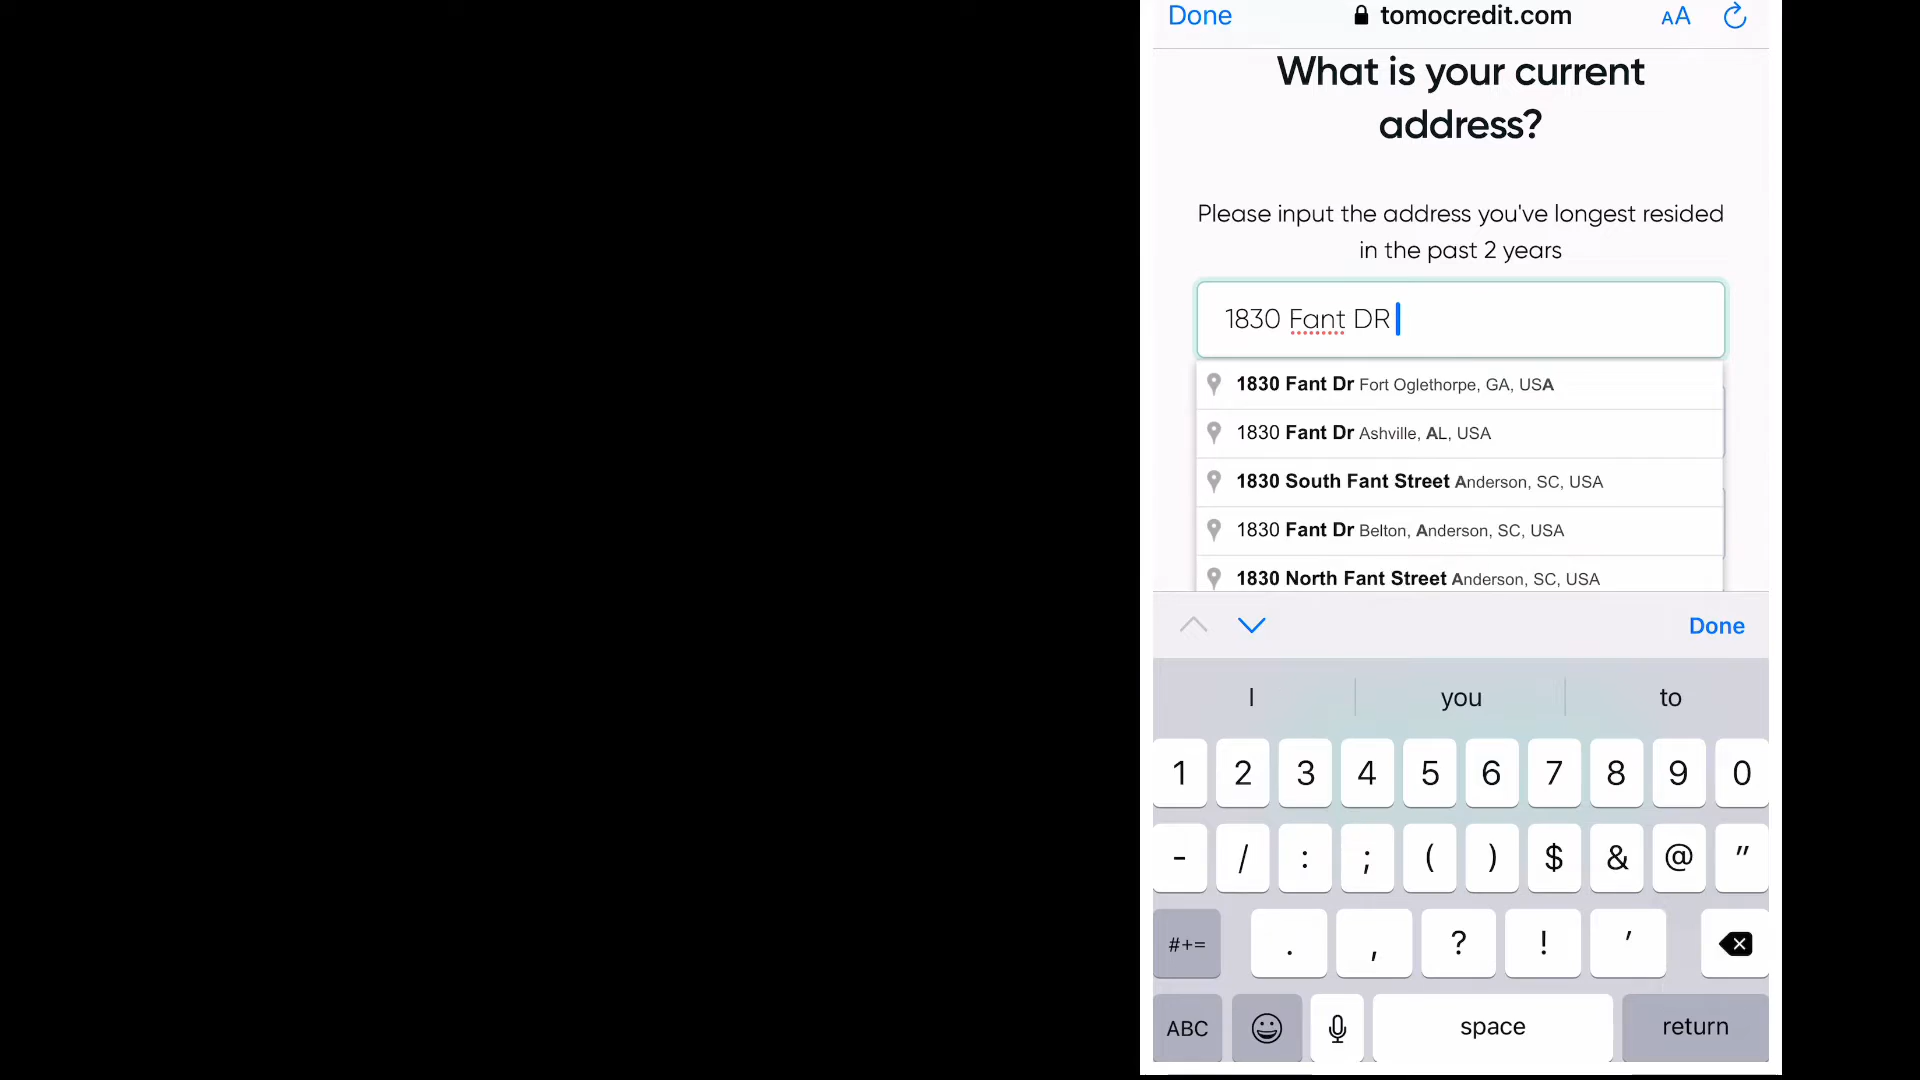 Done tomocredit.com AA
What is your current
address?
Please input the address you've longest resided
in the past 2 years
1830 Fant DR
1830 Fant Dr Fort Oglethorpe, GA, USA
1830 Fant Dr Ashville, AL, USA
1830 South Fant Street Anderson, SC, USA
1830 Fant Dr Belton, Anderson, SC, USA
1830 North Fant Street Anderson, SC, USA
Done
I you to
1 2 3 4 5 6 7 8 9 0
- / : ; ( ) $ & @ "
#+= . , ? ! '
ABC space return